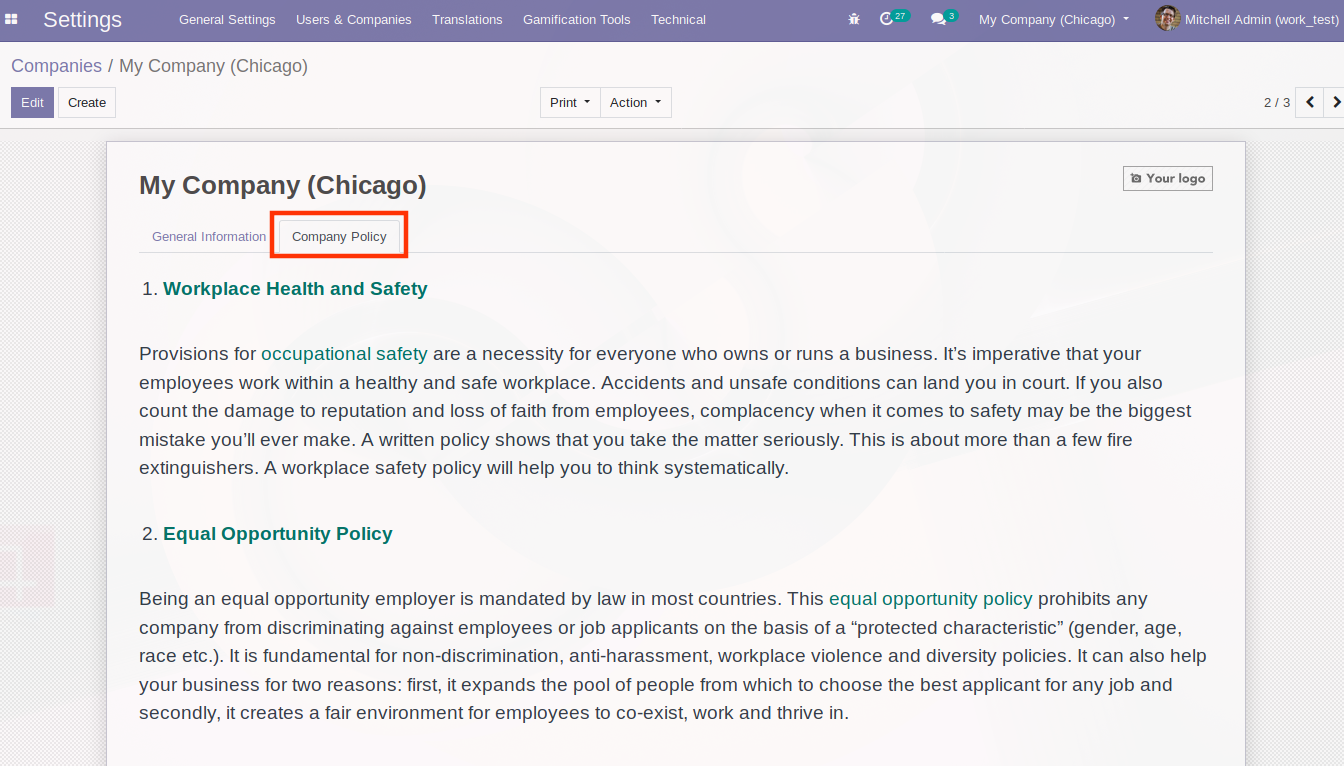 Settings General Settings Users & Companies Translations Gamification Tools Technical 27 3 My Company (Chicago) Mitchell Admin (work_test)
Companies / My Company (Chicago)
Edit Create Print Action 2 / 3
My Company (Chicago) Your logo
General Information Company Policy
1. Workplace Health and Safety
Provisions for occupational safety are a necessity for everyone who owns or runs a business. It’s imperative that your
employees work within a healthy and safe workplace. Accidents and unsafe conditions can land you in court. If you also
count the damage to reputation and loss of faith from employees, complacency when it comes to safety may be the biggest
mistake you’ll ever make. A written policy shows that you take the matter seriously. This is about more than a few fire
extinguishers. A workplace safety policy will help you to think systematically.
2. Equal Opportunity Policy
Being an equal opportunity employer is mandated by law in most countries. This equal opportunity policy prohibits any
company from discriminating against employees or job applicants on the basis of a “protected characteristic” (gender, age,
race etc.). It is fundamental for non-discrimination, anti-harassment, workplace violence and diversity policies. It can also help
your business for two reasons: first, it expands the pool of people from which to choose the best applicant for any job and
secondly, it creates a fair environment for employees to co-exist, work and thrive in.